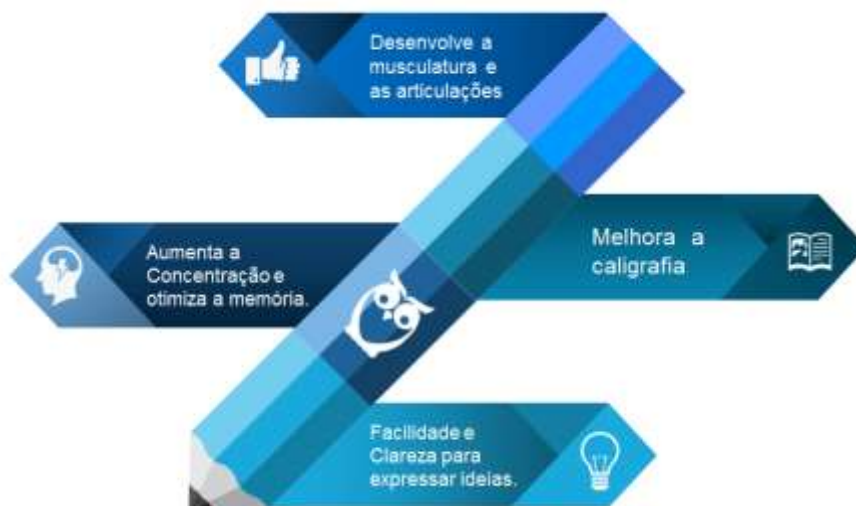 Desenvolve a
musculatura e
as articulações
Aumenta a
Concentração e
otimiza a memória.
Melhora a
caligrafia
Facilidade e
Clareza para
expressar ideias.